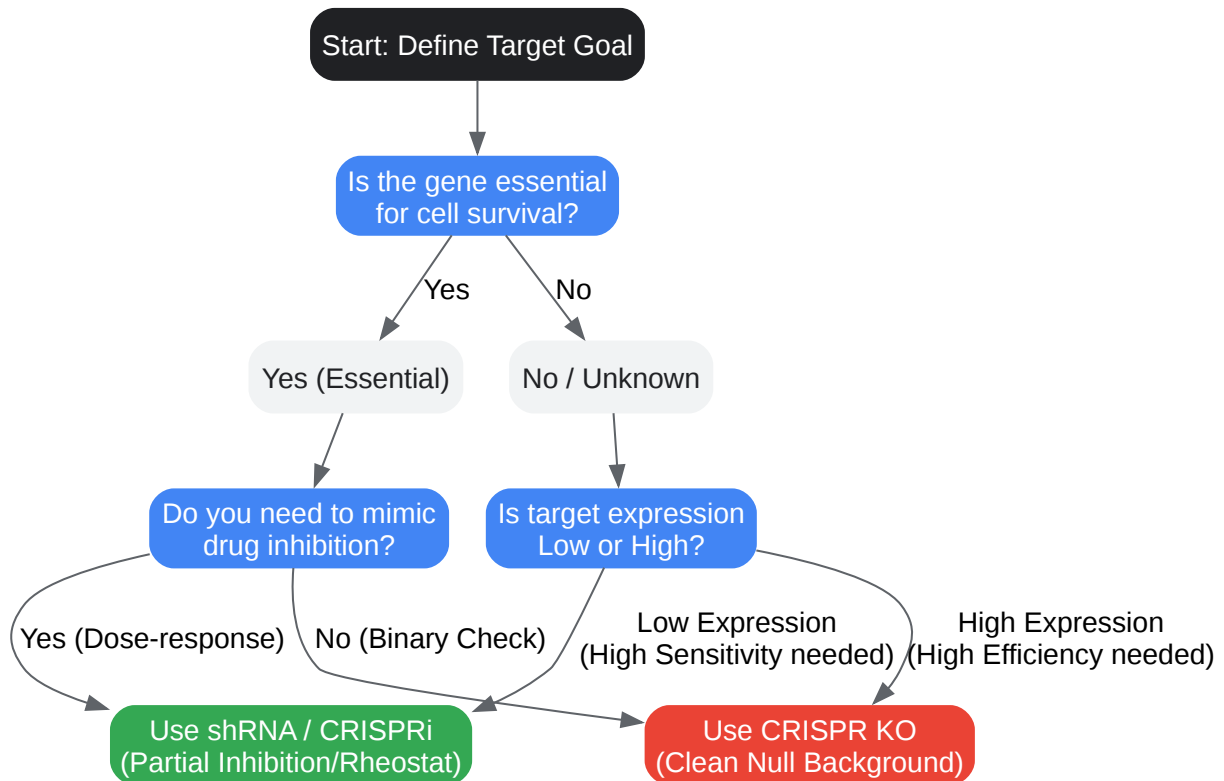 Start: Define Target Goal
Is the gene essential
for cell survival?
Yes
No
Yes (Essential)
No / Unknown
Do you need to mimic
drug inhibition?
Is target expression
Low or High?
Yes (Dose-response)
No (Binary Check)
Low Expression
(High Sensitivity needed)
High Expression
(High Efficiency needed)
Use shRNA / CRISPRi
(Partial Inhibition/Rheostat)
Use CRISPR KO
(Clean Null Background)